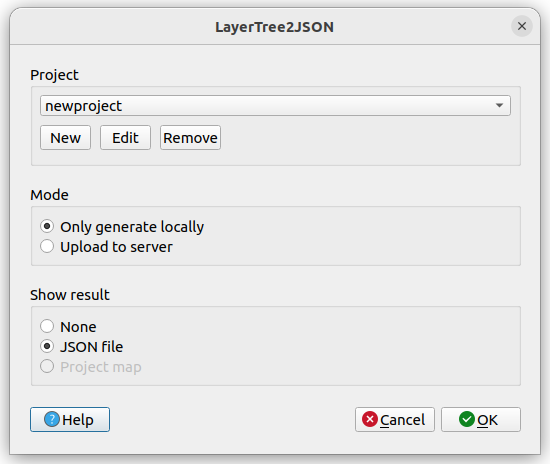 LayerTree2JSON
Project
newproject
New Edit Remove
Mode
Only generate locally
Upload to server
Show result
None
JSON file
Project map
Help Cancel OK